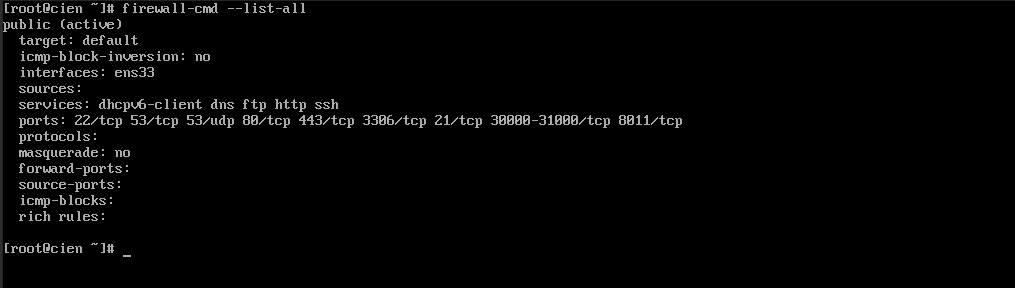 [root@cien ~]# firewall-cmd --list-all
public (active)
  target: default
  icmp-block-inversion: no
  interfaces: ens33
  sources:
  services: dhcpv6-client dns ftp http ssh
  ports: 22/tcp 53/tcp 53/udp 80/tcp 443/tcp 3306/tcp 21/tcp 30000-31000/tcp 8011/tcp
  protocols:
  masquerade: no
  forward-ports:
  source-ports:
  icmp-blocks:
  rich rules:
[root@cien ~]# _